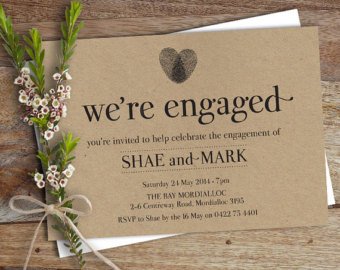 we're engaged
you're invited to help celebrate the engagement of
SHAE and MARK
Saturday 24 May 2014 • 7pm
THE BAY MORDIALLOC
2-6 Centreway Road, Mordialloc 3195
RSVP to Shae by the 16 May on 0422 75 4401